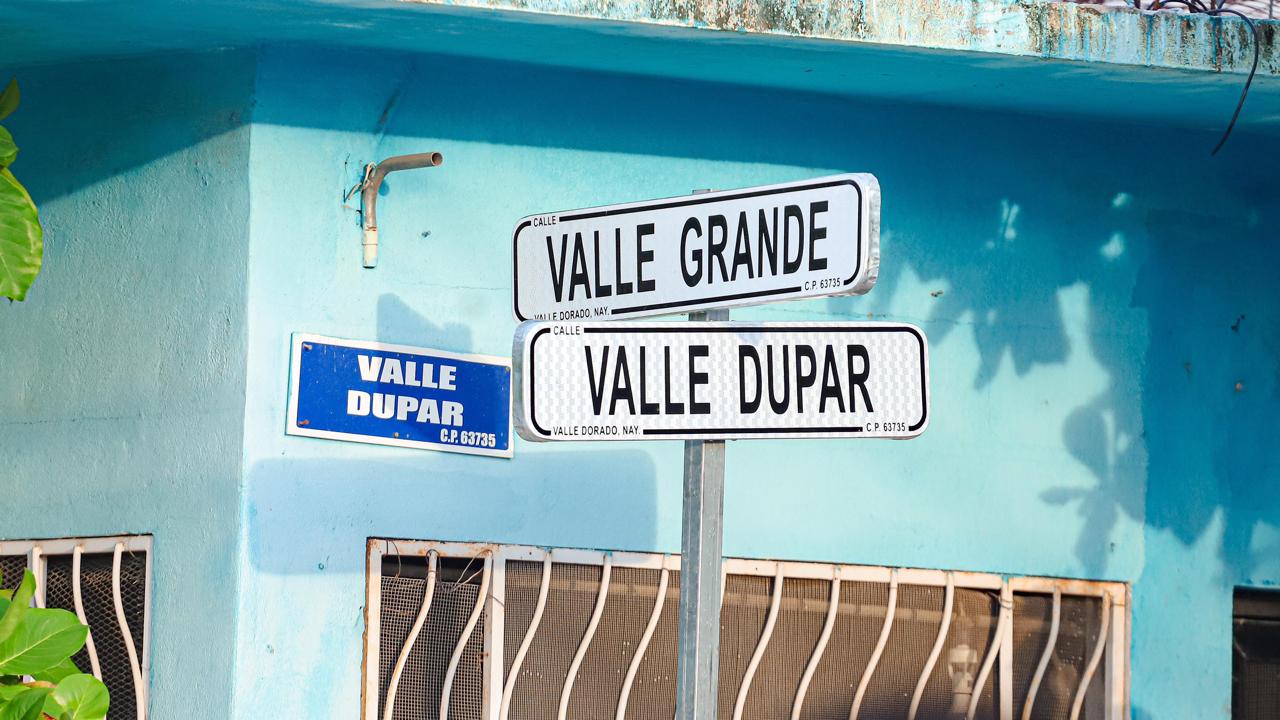 CALLE
VALLE GRANDE
VALLE DORADO, NAY.
C.P. 63735
CALLE
VALLE DUPAR
VALLE DORADO, NAY.
C.P. 63735
VALLE
DUPAR
C.P. 63735